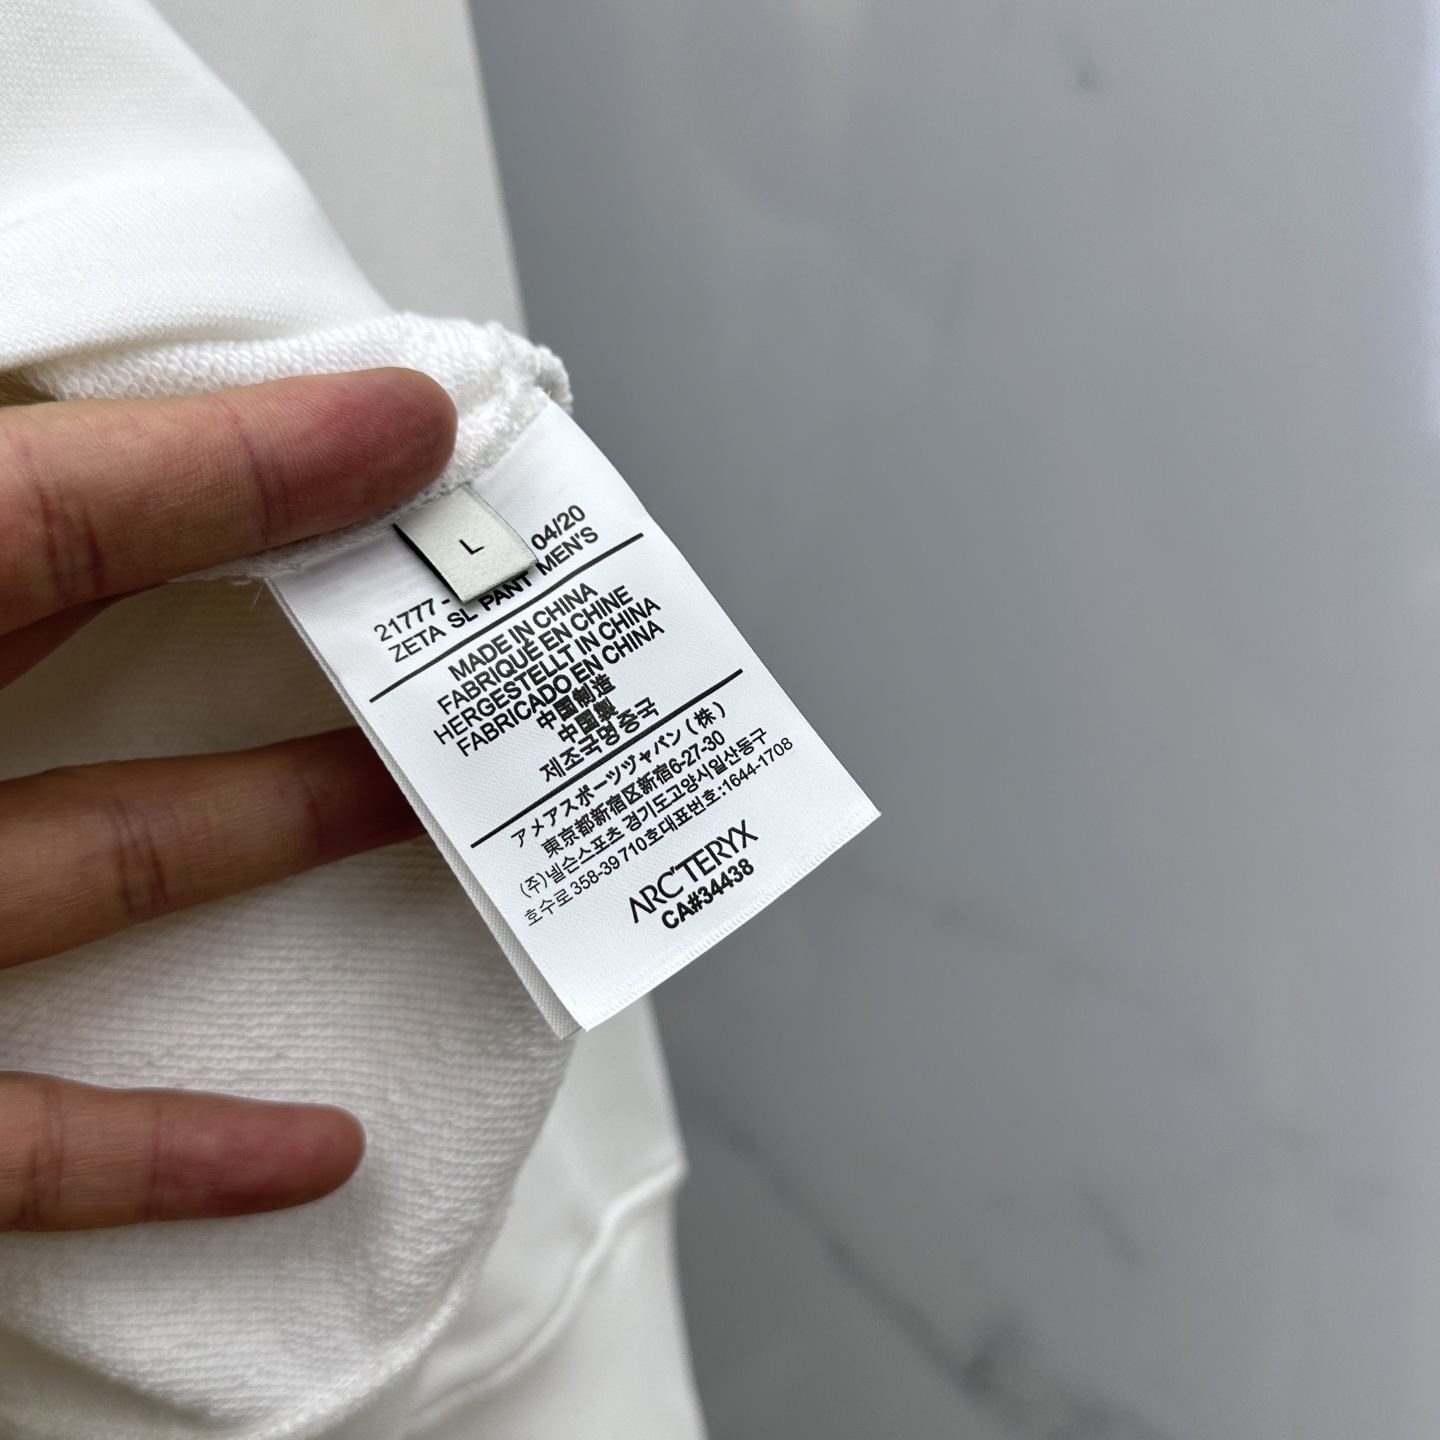 L
21777 - 04/20
ZETA SL PANT MEN'S
MADE IN CHINA
FABRIQUÉ EN CHINE
HERGESTELLT IN CHINA
FABRICADO EN CHINA
中国制造
中国製
제조국명중국
アメアスポーツヅャパン(株)
東京都新宿区新宿6-27-30
(주)넬슨스포츠 경기도고양시일산동구
호수로 358-39 710호대표번호:1644-1708
ARC'TERYX
CA#34438